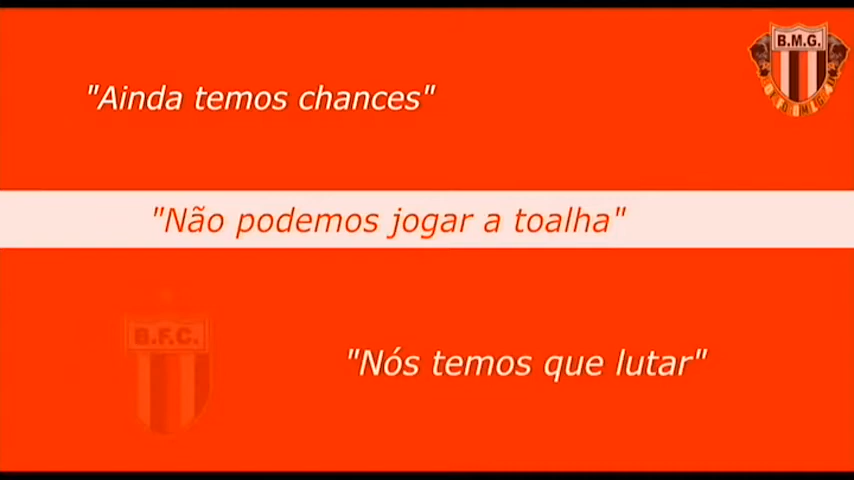 B.M.G.
"Ainda temos chances"
"Não podemos jogar a toalha"
B.F.C.
"Nós temos que lutar"